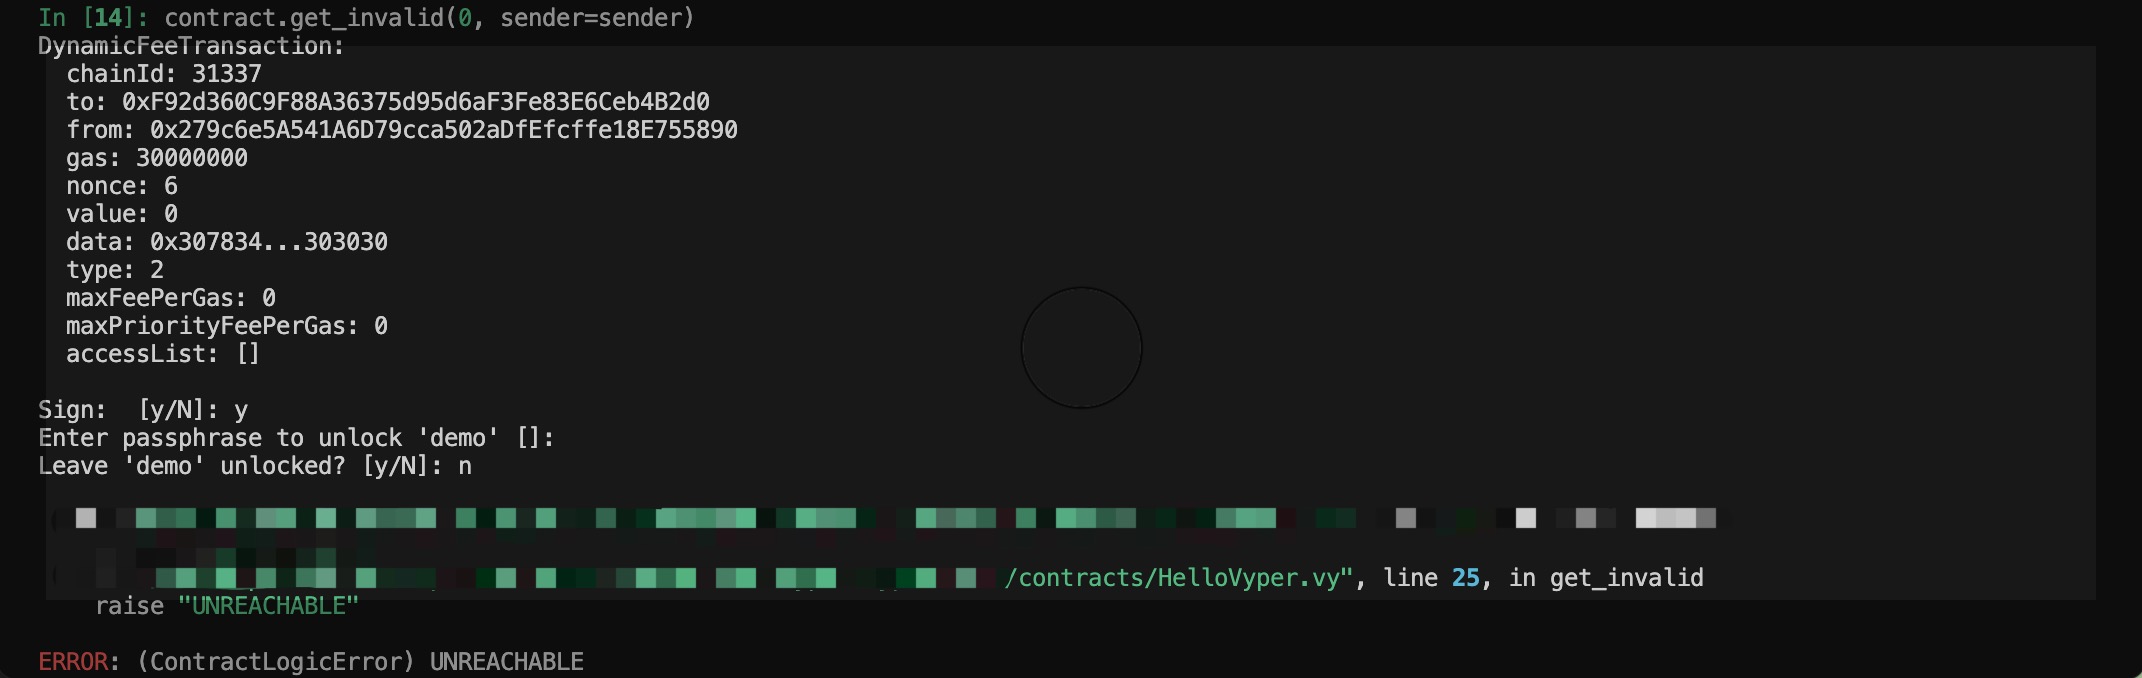 In [14]: contract.get_invalid(0, sender=sender)
DynamicFeeTransaction:
chainId: 31337
to: 0xF92d360C9F88A36375d95d6aF3Fe83E6Ceb4B2d0
from: 0x279c6e5A541A6D79cca502aDfEfcffe18E755890
gas: 30000000
nonce: 6
value: 0
data: 0x307834...303030
type: 2
maxFeePerGas: 0
maxPriorityFeePerGas: 0
accessList: []
Sign:  [y/N]: y
Enter passphrase to unlock 'demo' []:
Leave 'demo' unlocked? [y/N]: n
/contracts/HelloVyper.vy", line 25, in get_invalid
raise "UNREACHABLE"
ERROR: (ContractLogicError) UNREACHABLE